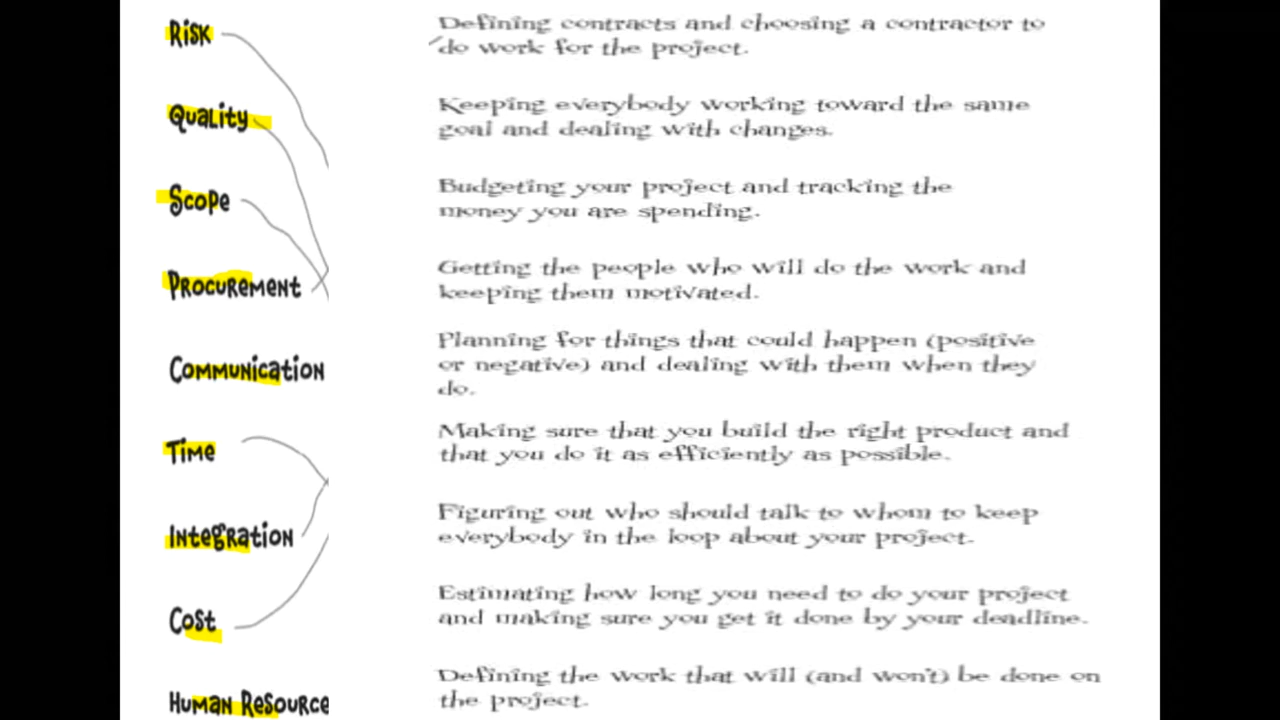 Risk
Quality
Scope
Procurement
Communication
Time
Integration
Cost
Human Resource
Defining contracts and choosing a contractor to
do work for the project.
Keeping everybody working toward the same
goal and dealing with changes.
Budgeting your project and tracking the
money you are spending.
Getting the people who will do the work and
keeping them motivated.
Planning for things that could happen (positive
or negative) and dealing with them when they
do.
Making sure that you build the right product and
that you do it as efficiently as possible.
Figuring out who should talk to whom to keep
everybody in the loop about your project.
Estimating how long you need to do your project
and making sure you get it done by your deadline.
Defining the work that will (and won't) be done on
the project.